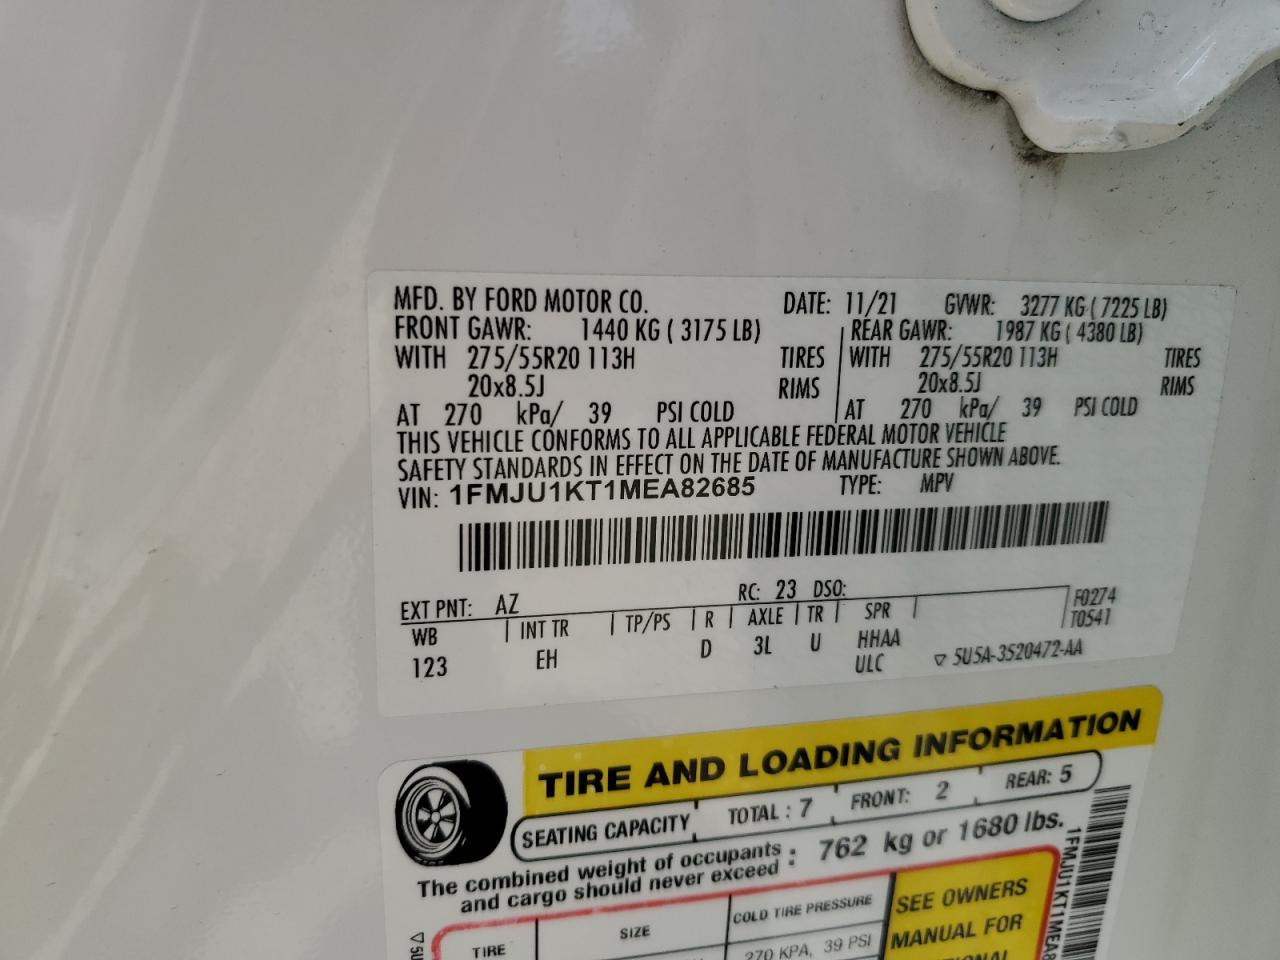 MFD. BY FORD MOTOR CO. DATE: 11/21 GVWR: 3277 KG ( 7225 LB)
FRONT GAWR: 1440 KG ( 3175 LB) REAR GAWR: 1987 KG ( 4380 LB)
WITH 275/55R20 113H TIRES WITH 275/55R20 113H TIRES
20x8.5J RIMS 20x8.5J RIMS
AT 270 kPa/ 39 PSI COLD AT 270 kPa/ 39 PSI COLD
THIS VEHICLE CONFORMS TO ALL APPLICABLE FEDERAL MOTOR VEHICLE
SAFETY STANDARDS IN EFFECT ON THE DATE OF MANUFACTURE SHOWN ABOVE.
VIN: 1FMJU1KT1MEA82685 TYPE: MPV
EXT PNT: AZ RC: 23 DSO:
WB INT TR TP/PS R AXLE TR SPR F0274
T0541
123 EH D 3L U HHAA
ULC ▽ 5U5A-3520472-AA
TIRE AND LOADING INFORMATION
SEATING CAPACITY TOTAL : 7 FRONT: 2 REAR: 5
The combined weight of occupants
and cargo should never exceed : 762 kg or 1680 lbs.
TIRE SIZE COLD TIRE PRESSURE SEE OWNERS
270 KPA, 39 PSI MANUAL FOR
1FMJU1KT1MEA8
▽ 5U